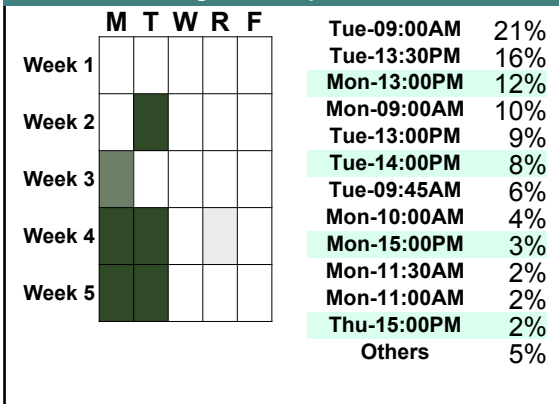 M T W R F
Week 1
Week 2
Week 3
Week 4
Week 5
Tue-09:00AM 21%
Tue-13:30PM 16%
Mon-13:00PM 12%
Mon-09:00AM 10%
Tue-13:00PM 9%
Tue-14:00PM 8%
Tue-09:45AM 6%
Mon-10:00AM 4%
Mon-15:00PM 3%
Mon-11:30AM 2%
Mon-11:00AM 2%
Thu-15:00PM 2%
Others 5%